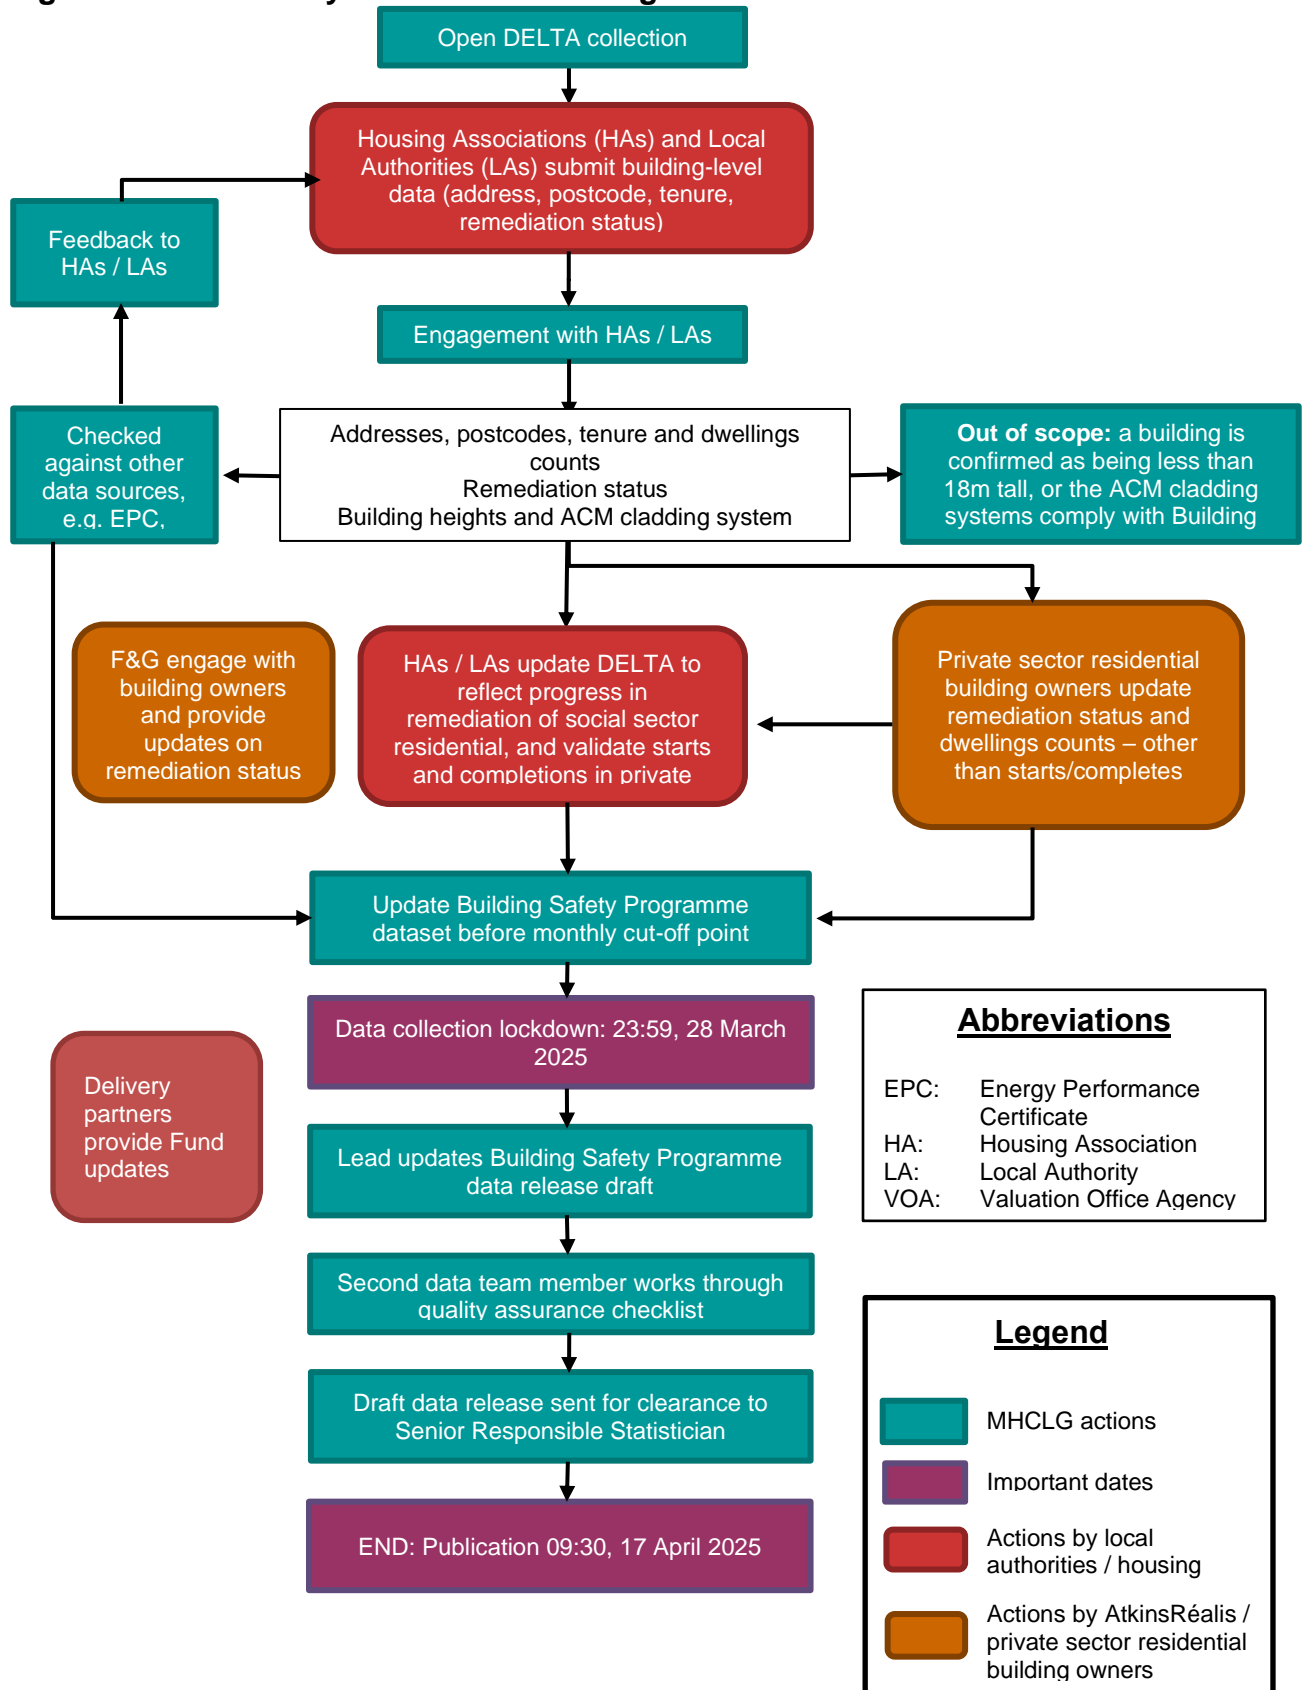 Open DELTA collection
Housing Associations (HAs) and Local
Authorities (LAs) submit building-level
data (address, postcode, tenure,
remediation status)
Feedback to
HAs / LAs
Engagement with HAs / LAs
Checked
against other
data sources,
e.g. EPC,
Addresses, postcodes, tenure and dwellings
counts
Remediation status
Building heights and ACM cladding system
Out of scope: a building is
confirmed as being less than
18m tall, or the ACM cladding
systems comply with Building
F&G engage with
building owners
and provide
updates on
remediation status
HAs / LAs update DELTA to
reflect progress in
remediation of social sector
residential, and validate starts
and completions in private
Private sector residential
building owners update
remediation status and
dwellings counts – other
than starts/completes
Update Building Safety Programme
dataset before monthly cut-off point
Data collection lockdown: 23:59, 28 March
2025
Delivery
partners
provide Fund
updates
Lead updates Building Safety Programme
data release draft
Second data team member works through
quality assurance checklist
Draft data release sent for clearance to
Senior Responsible Statistician
END: Publication 09:30, 17 April 2025
Abbreviations
EPC: Energy Performance
Certificate
HA: Housing Association
LA: Local Authority
VOA: Valuation Office Agency
Legend
MHCLG actions
Important dates
Actions by local
authorities / housing
Actions by AtkinsRéalis /
private sector residential
building owners